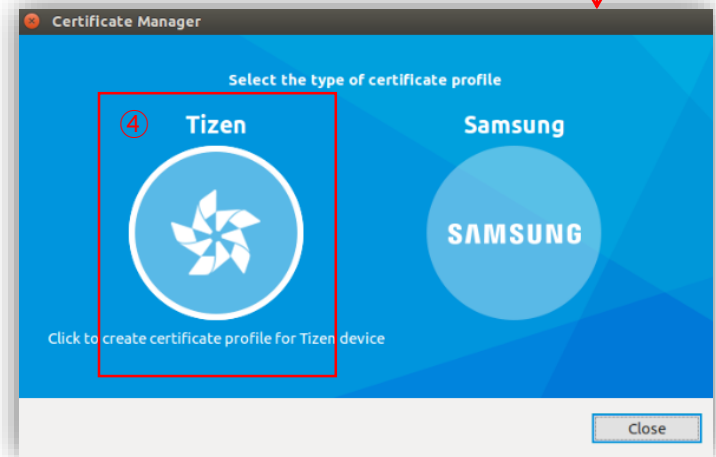 Certificate Manager
Select the type of certificate profile
④ Tizen
Samsung
SAMSUNG
Click to create certificate profile for Tizen device
Close